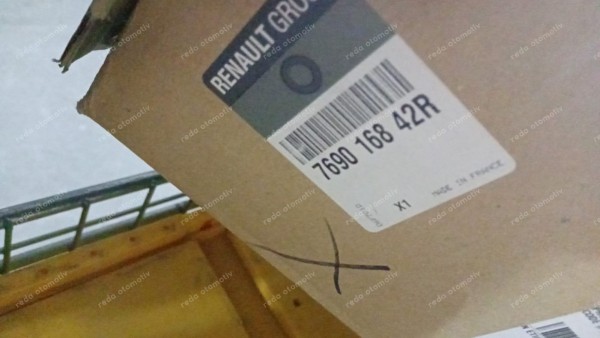 RENAULT GROU
7690 168 42R
X1
MADE IN FRANCE
redo otomotiv